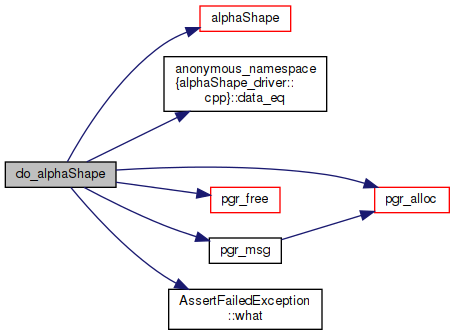 alphaShape
anonymous_namespace
{alphaShape_driver::
cpp}::data_eq
do_alphaShape
pgr_free
pgr_alloc
pgr_msg
AssertFailedException
::what